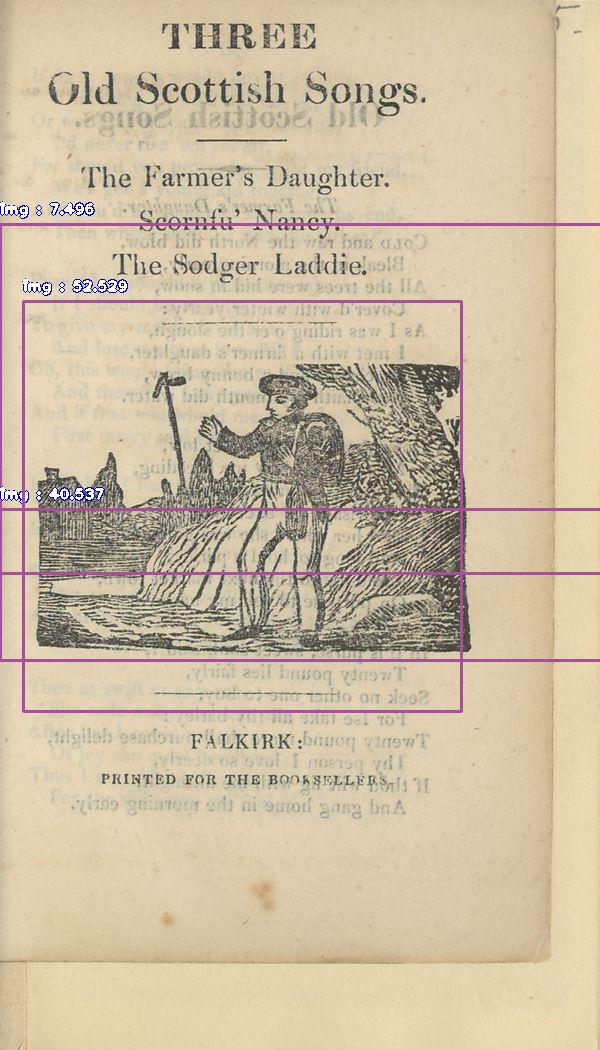 THREE
Old Scottish Songs.
The Farmer's Daughter.
img : 7.496
Scornfu' Nancy.
The Sodger Laddie.
img : 52.529
img : 40.537
FALKIRK:
PRINTED FOR THE BOOKSELLERS.